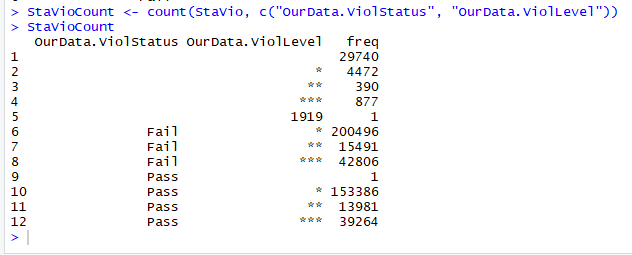 > StaVioCount <- count(StaVio, c("OurData.ViolStatus", "OurData.ViolLevel"))
> StaVioCount
OurData.ViolStatus OurData.ViolLevel freq
1 29740
2 * 4472
3 ** 390
4 *** 877
5 1919 1
6 Fail * 200496
7 Fail ** 15491
8 Fail *** 42806
9 Pass 1
10 Pass * 153386
11 Pass ** 13981
12 Pass *** 39264
>